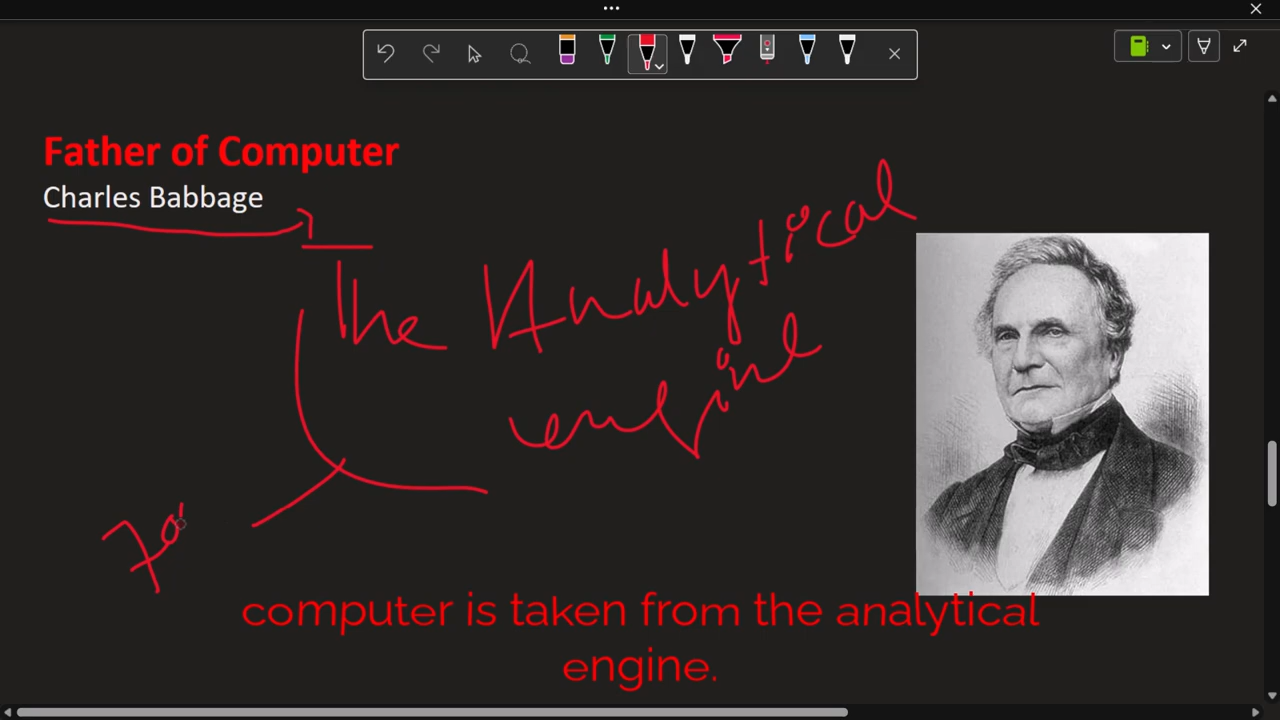 Father of Computer
Charles Babbage
The Analytical
engine
computer is taken from the analytical
engine.